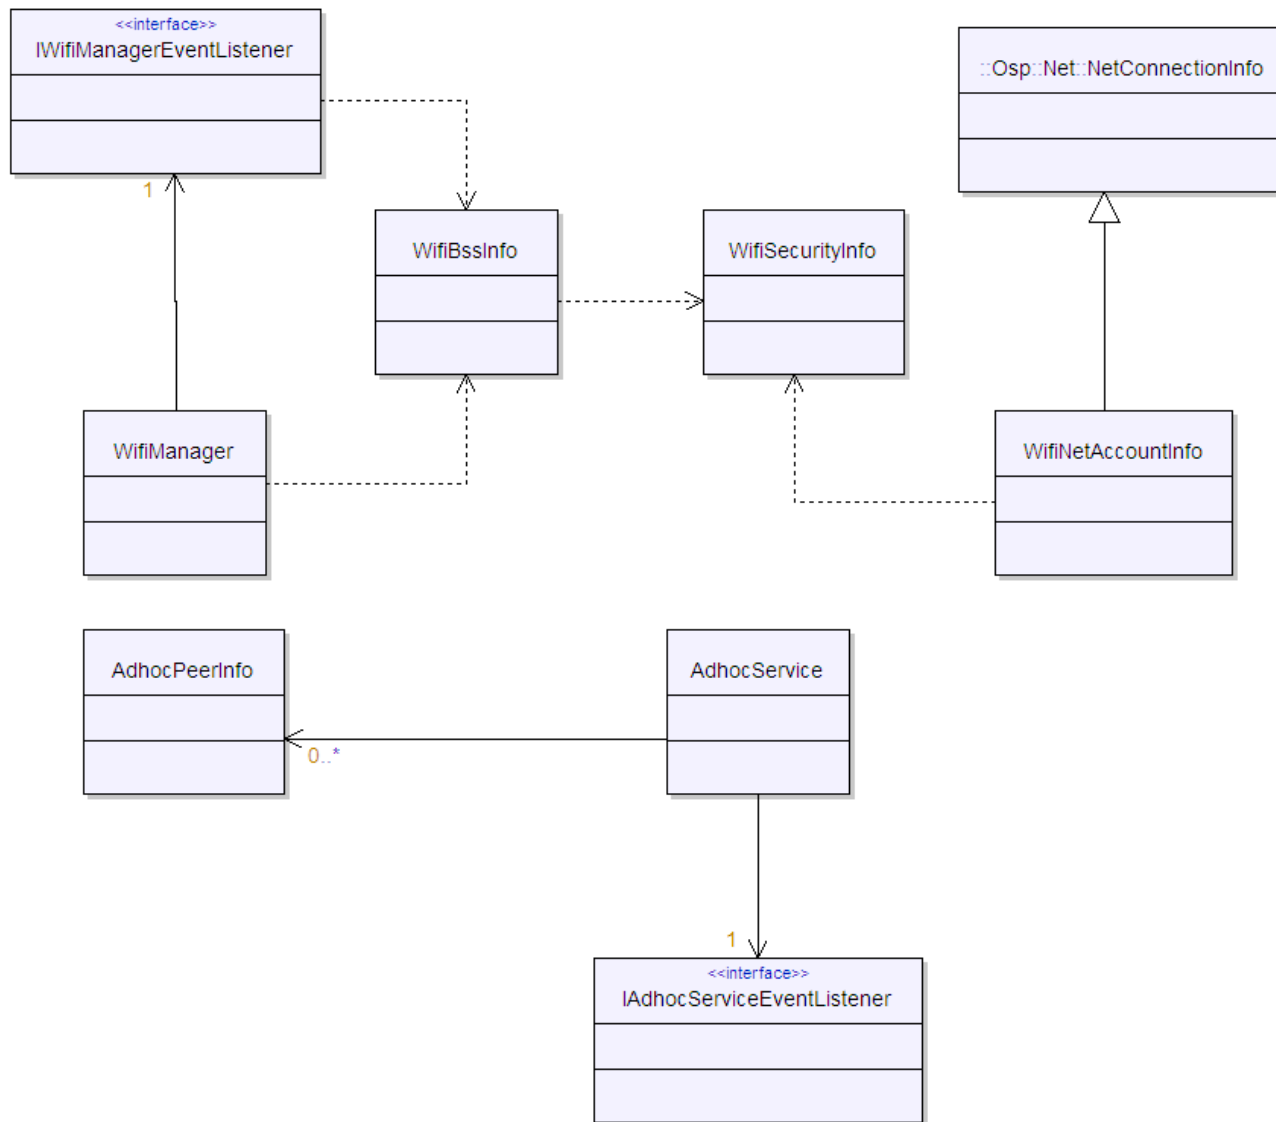 <<interface>>
IWifiManagerEventListener
::Osp::Net::NetConnectionInfo
1
WifiBssInfo
WifiSecurityInfo
WifiManager
WifiNetAccountInfo
AdhocPeerInfo
AdhocService
0..*
1
<<interface>>
IAdhocServiceEventListener